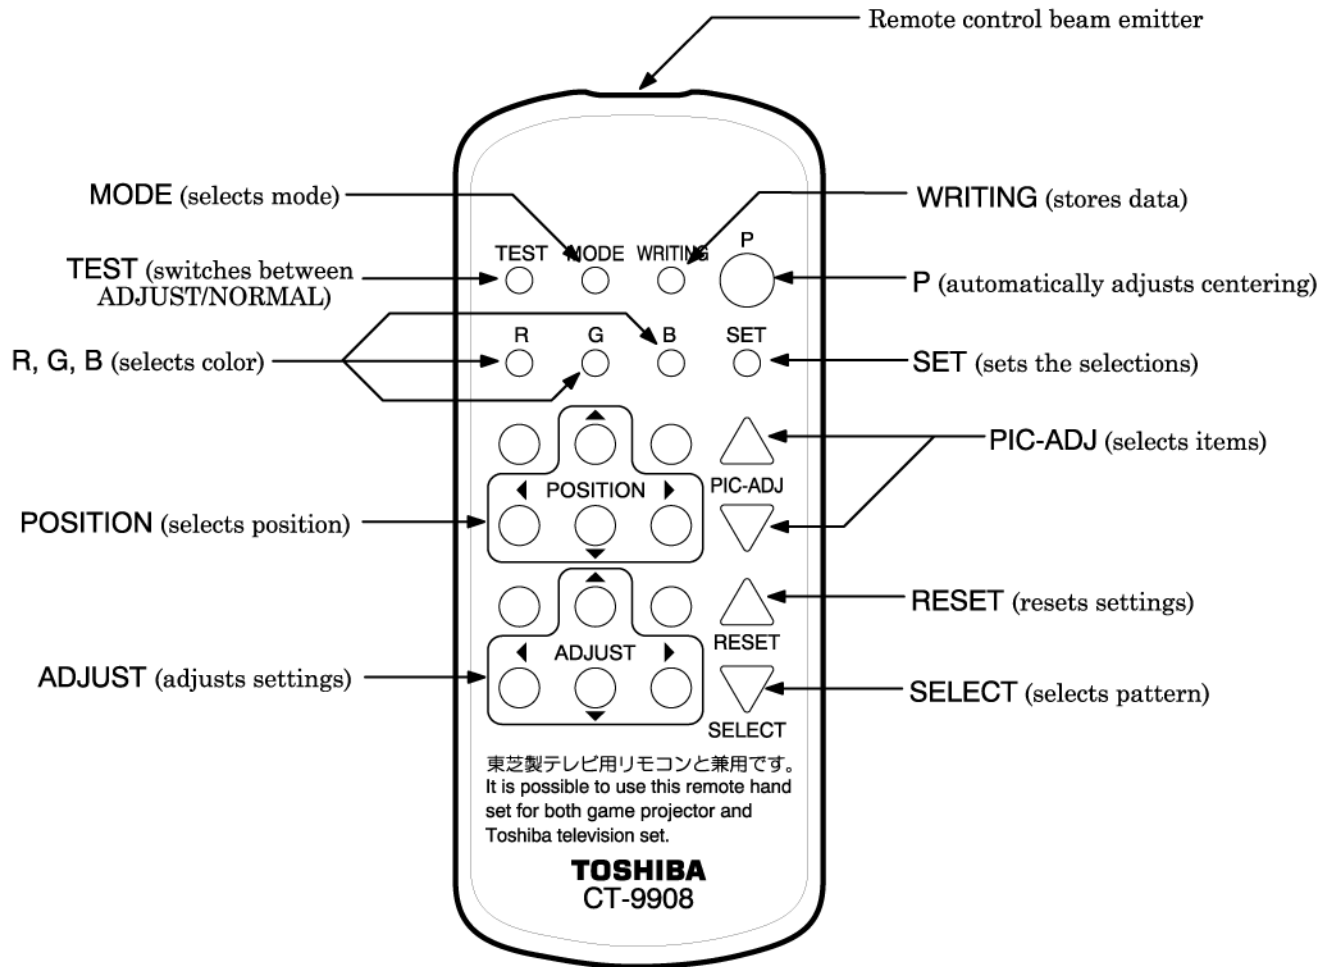 Remote control beam emitter
MODE (selects mode)
WRITING (stores data)
TEST MODE WRITING P
TEST (switches between
ADJUST/NORMAL)
P (automatically adjusts centering)
R G B SET
R, G, B (selects color)
SET (sets the selections)
PIC-ADJ (selects items)
POSITION PIC-ADJ
POSITION (selects position)
RESET (resets settings)
ADJUST RESET
ADJUST (adjusts settings)
SELECT (selects pattern)
SELECT
東芝製テレビ用リモコンと兼用です。
It is possible to use this remote hand
set for both game projector and
Toshiba television set.
TOSHIBA
CT-9908